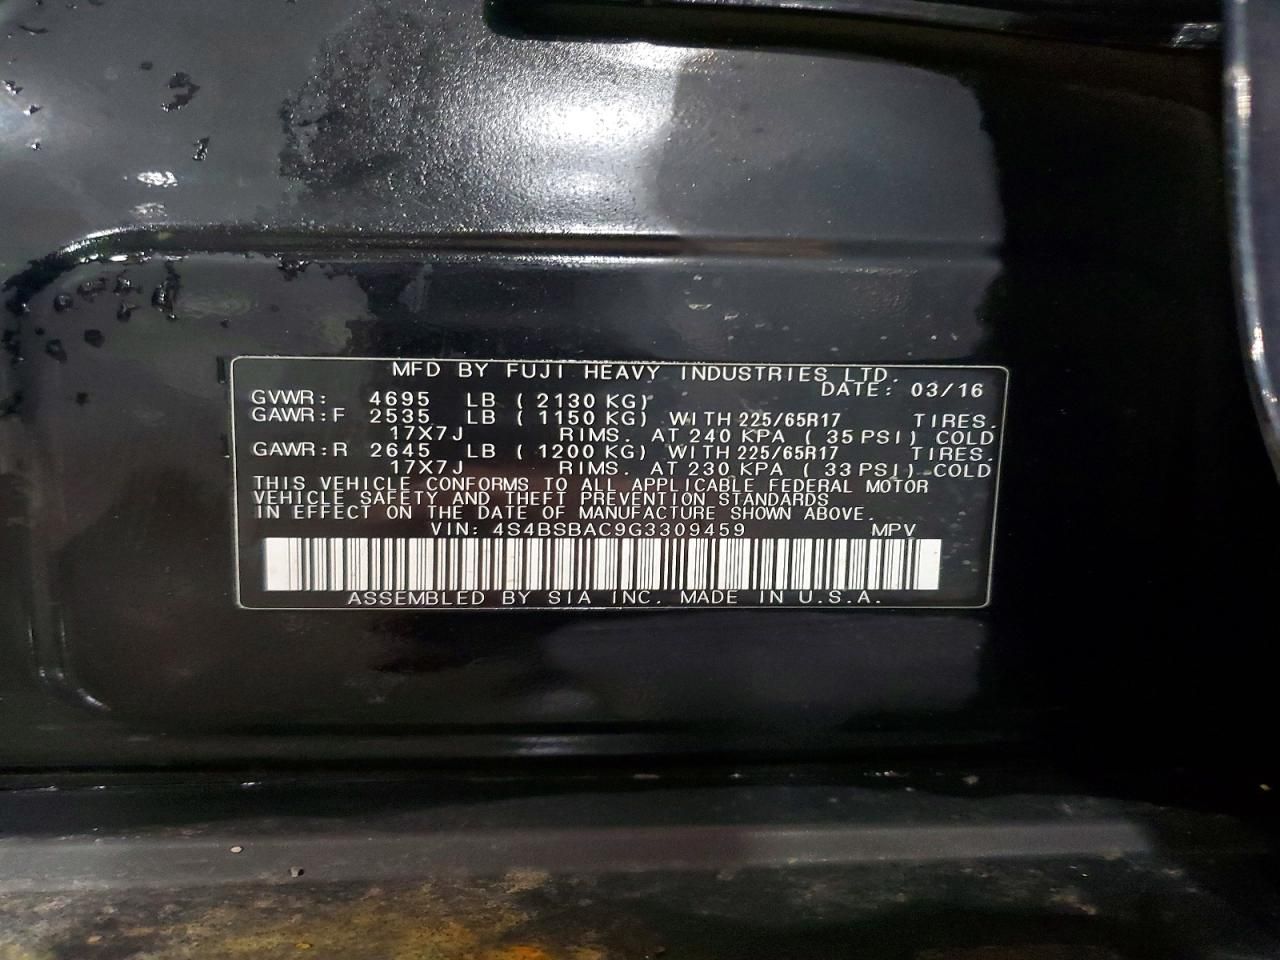 MFD BY FUJI HEAVY INDUSTRIES LTD.
DATE: 03/16
GVWR: 4695 LB ( 2130 KG)
GAWR:F 2535 LB ( 1150 KG) WITH 225/65R17 TIRES.
17X7J RIMS. AT 240 KPA ( 35 PSI) COLD
GAWR:R 2645 LB ( 1200 KG) WITH 225/65R17 TIRES.
17X7J RIMS. AT 230 KPA ( 33 PSI) COLD
THIS VEHICLE CONFORMS TO ALL APPLICABLE FEDERAL MOTOR
VEHICLE SAFETY AND THEFT PREVENTION STANDARDS
IN EFFECT ON THE DATE OF MANUFACTURE SHOWN ABOVE.
VIN: 4S4BSBAC9G3309459 MPV
ASSEMBLED BY SIA INC. MADE IN U.S.A.